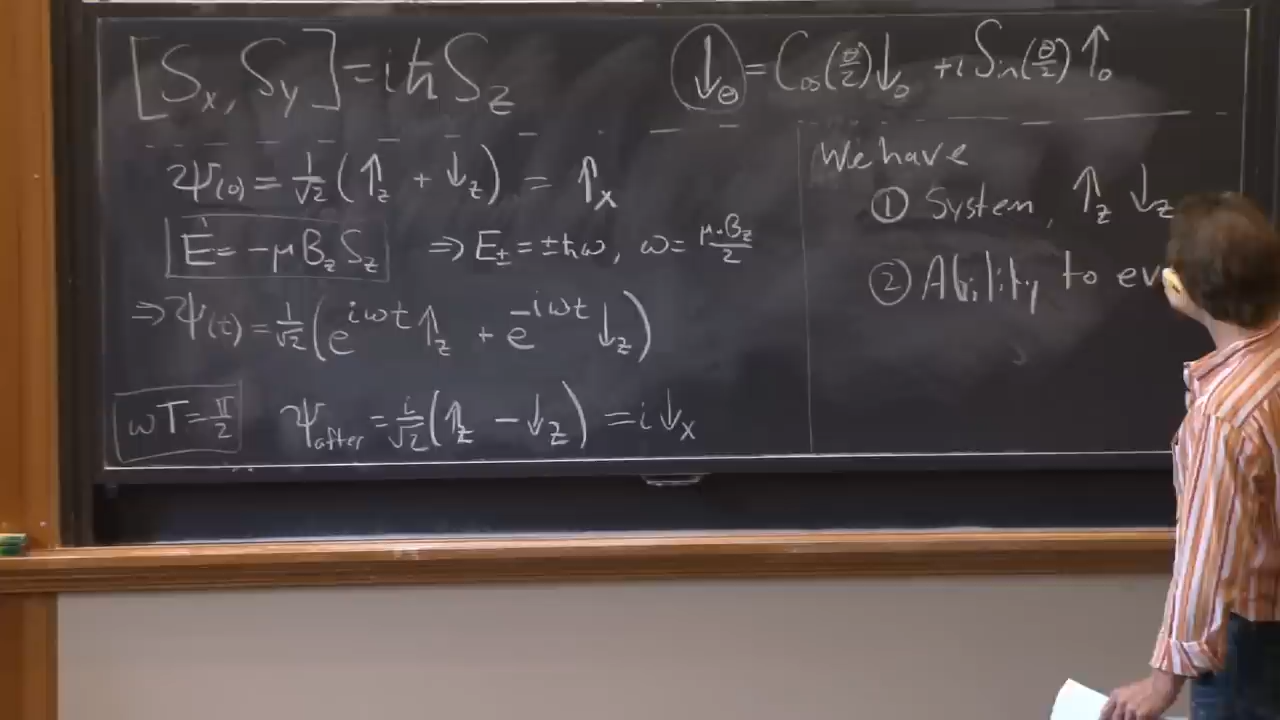 [Sx, Sy] = iħSz
↓θ = Cos(θ/2)↓0 + i Sin(θ/2)↑0
Ψ(0) = 1/√2 (↑z + ↓z) = ↑x
E = -μBzSz ⇒ E± = ±ħω, ω = μ·Bz/2
⇒ Ψ(t) = 1/√2 (e^iωt ↑z + e^-iωt ↓z)
ωT = π/2 Ψafter = i/√2 (↑z - ↓z) = i↓x
We have
① System, ↑z ↓z
② Ability to ev